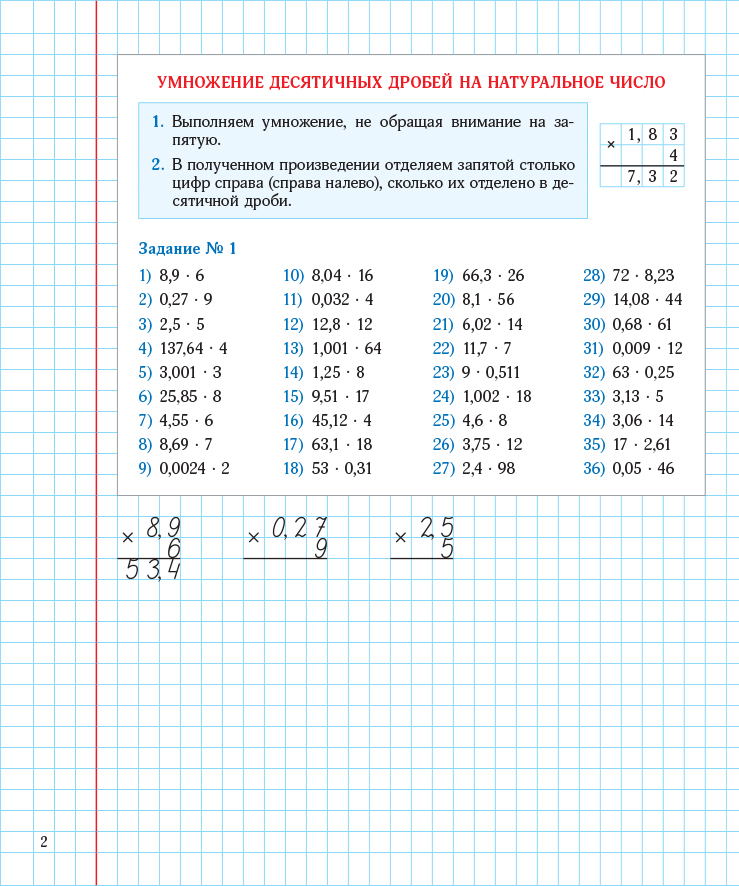 УМНОЖЕНИЕ ДЕСЯТИЧНЫХ ДРОБЕЙ НА НАТУРАЛЬНОЕ ЧИСЛО
1. Выполняем умножение, не обращая внимание на за-
пятую.
2. В полученном произведении отделяем запятой столько
цифр справа (справа налево), сколько их отделено в де-
сятичной дроби.
× 1,83
4
7,32
Задание № 1
1) 8,9 · 6
2) 0,27 · 9
3) 2,5 · 5
4) 137,64 · 4
5) 3,001 · 3
6) 25,85 · 8
7) 4,55 · 6
8) 8,69 · 7
9) 0,0024 · 2
10) 8,04 · 16
11) 0,032 · 4
12) 12,8 · 12
13) 1,001 · 64
14) 1,25 · 8
15) 9,51 · 17
16) 45,12 · 4
17) 63,1 · 18
18) 53 · 0,31
19) 66,3 · 26
20) 8,1 · 56
21) 6,02 · 14
22) 11,7 · 7
23) 9 · 0,511
24) 1,002 · 18
25) 4,6 · 8
26) 3,75 · 12
27) 2,4 · 98
28) 72 · 8,23
29) 14,08 · 44
30) 0,68 · 61
31) 0,009 · 12
32) 63 · 0,25
33) 3,13 · 5
34) 3,06 · 14
35) 17 · 2,61
36) 0,05 · 46
× 8,9
6
53,4
× 0,27
9
× 2,5
5
2